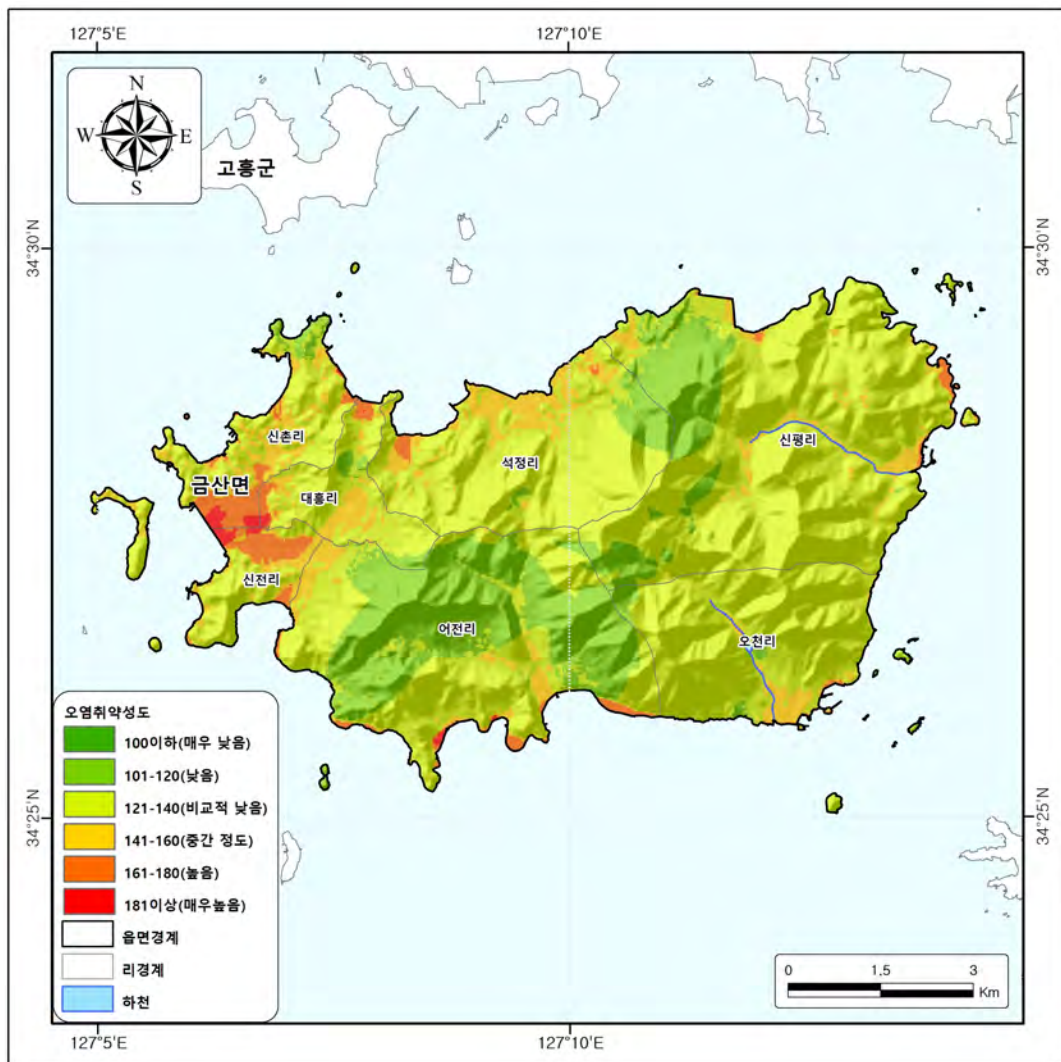 127°5'E
127°10'E
N
W
E
S
고흥군
34°30'N
34°30'N
신촌리
석정리
신평리
금산면
대흥리
신전리
어전리
오천리
오염취약성도
100이하(매우 낮음)
101-120(낮음)
121-140(비교적 낮음)
141-160(중간 정도)
161-180(높음)
181이상(매우높음)
읍면경계
리경계
하천
34°25'N
34°25'N
0
1.5
3
Km
127°5'E
127°10'E